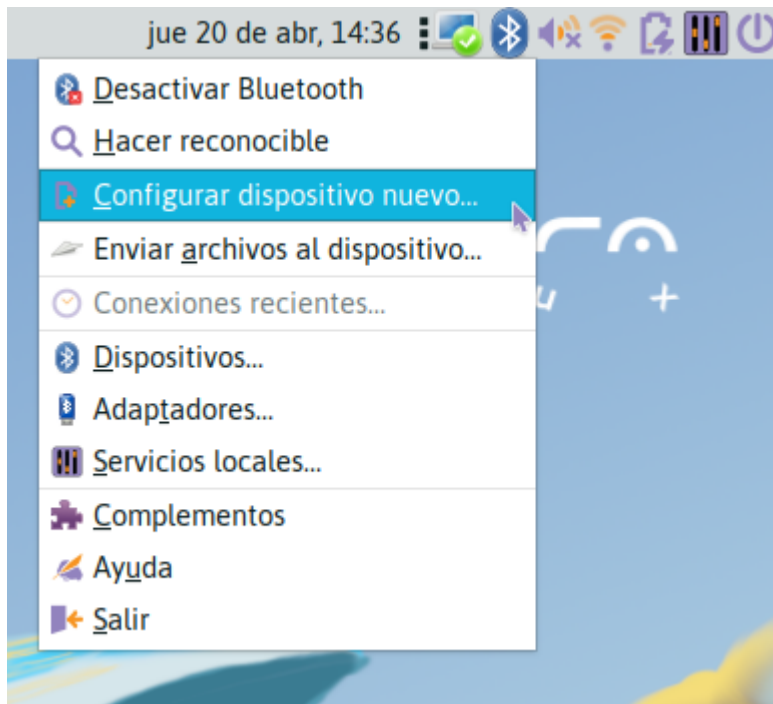 jue 20 de abr, 14:36
Desactivar Bluetooth
Hacer reconocible
Configurar dispositivo nuevo...
Enviar archivos al dispositivo...
Conexiones recientes...
Dispositivos...
Adaptadores...
Servicios locales...
Complementos
Ayuda
Salir